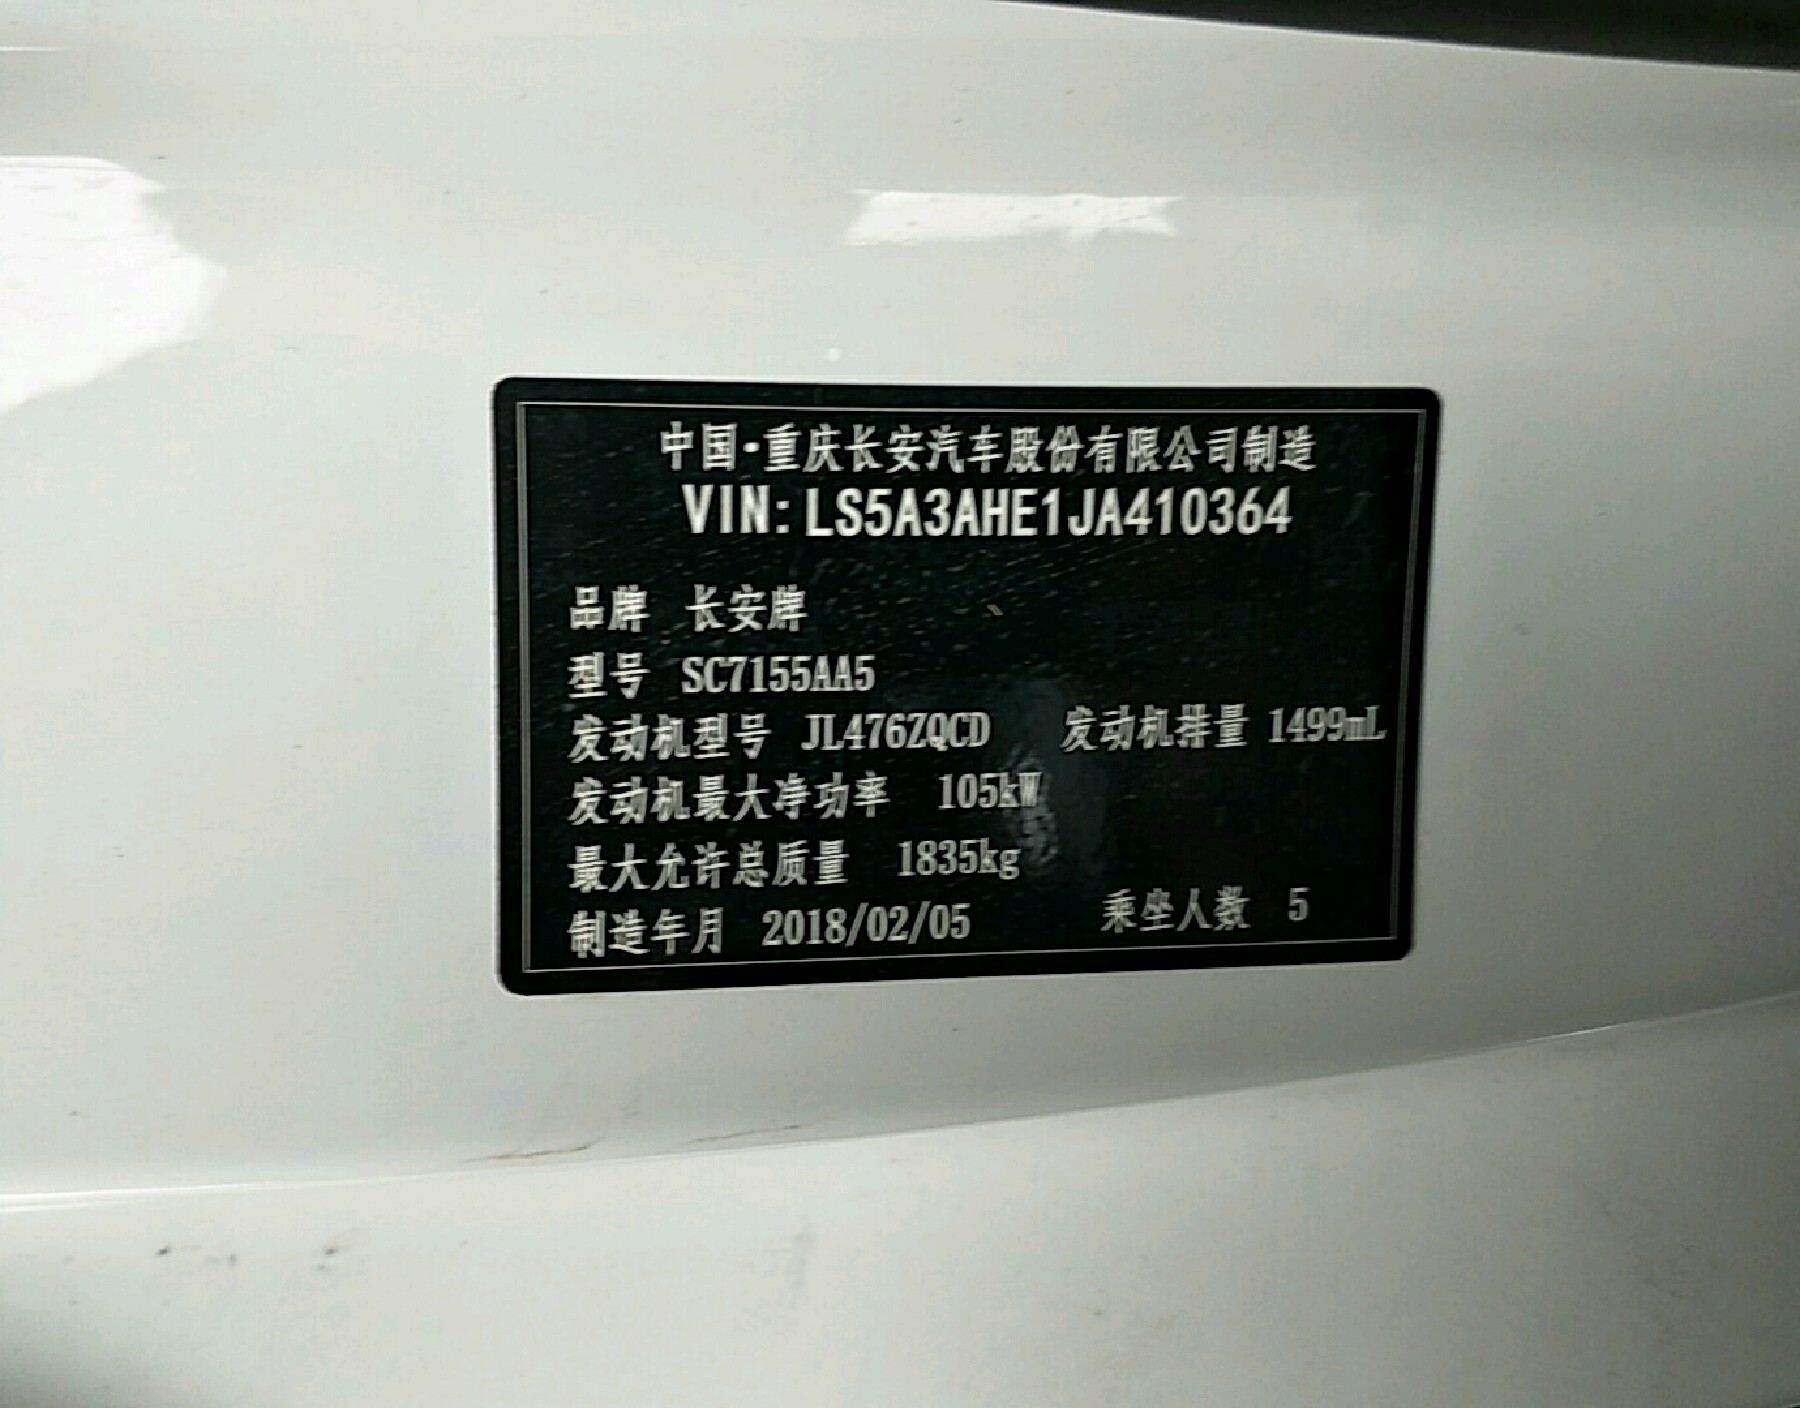 中国·重庆长安汽车股份有限公司制造
VIN: LS5A3AHE1JA410364
品牌 长安牌
型号 SC7155AA5
发动机型号 JL476ZQCD 发动机排量 1499mL
发动机最大净功率 105kW
最大允许总质量 1835kg
制造年月 2018/02/05 乘坐人数 5